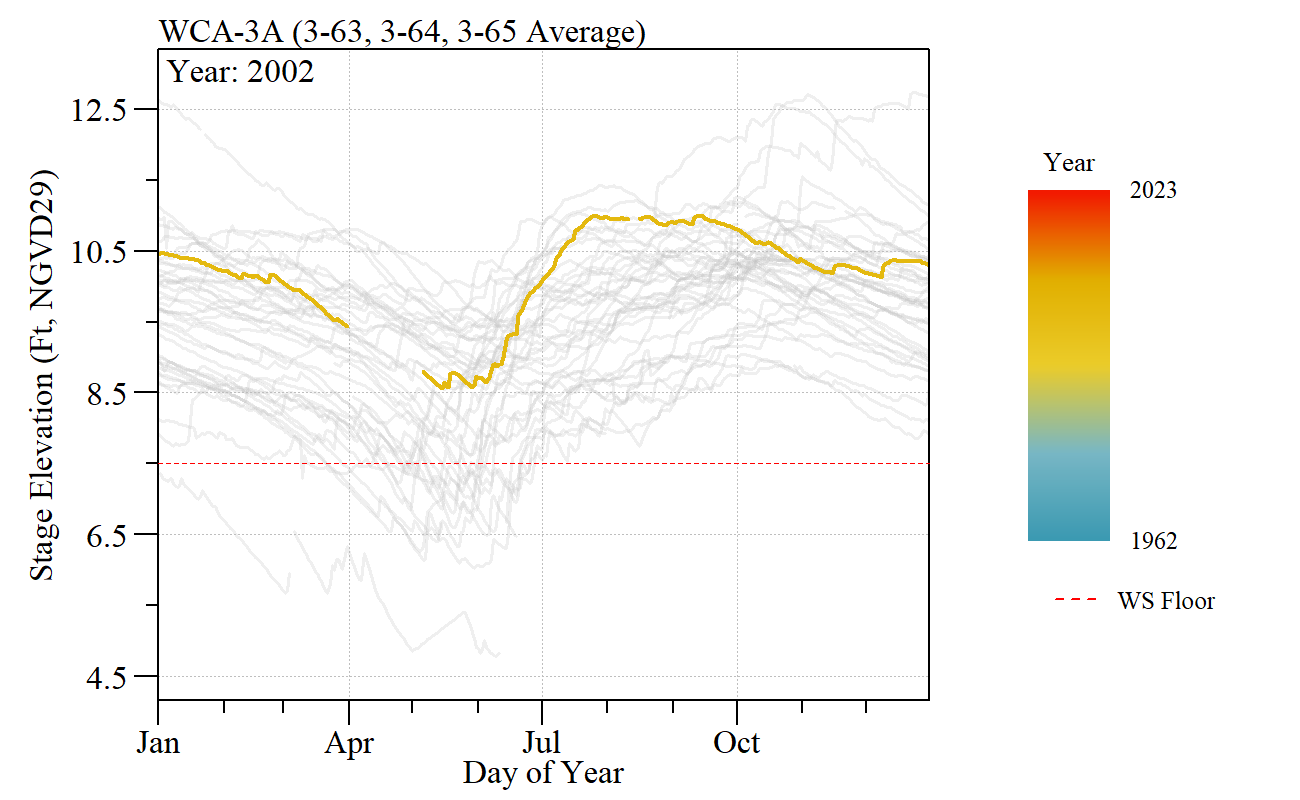 WCA-3A (3-63, 3-64, 3-65 Average)
Year: 2002
12.5
10.5
8.5
6.5
4.5
Stage Elevation (Ft, NGVD29)
Jan
Apr
Jul
Oct
Day of Year
Year
2023
1962
WS Floor